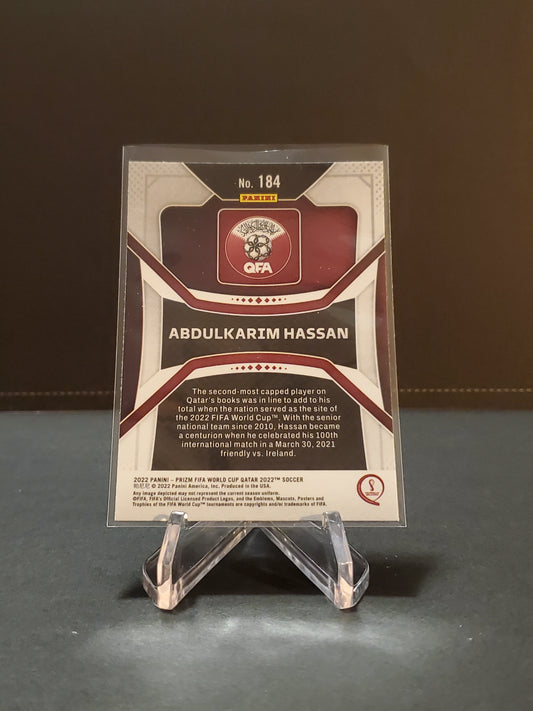 No. 184
PANINI
QFA
ABDULKARIM HASSAN
The second-most capped player on
Qatar's books was in line to add to his
total when the nation served as the site of
the 2022 FIFA World Cup™. With the senior
national team since 2010, Hassan became
a centurion when he celebrated his 100th
international match in a March 30, 2021
friendly vs. Ireland.
2022 PANINI – PRIZM FIFA WORLD CUP QATAR 2022™ SOCCER
帕尼尼 © 2022 Panini America, Inc. Produced in the USA.
Any image depicted may not represent the current season uniform.
©FIFA, FIFA's Official Licensed Product Logos, and the Emblems, Mascots, Posters and
Trophies of the FIFA World Cup™ tournaments are copyrights and/or trademarks of FIFA.